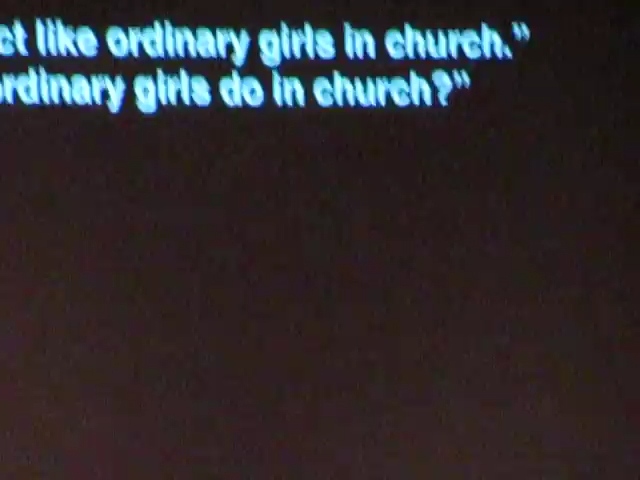 ct like ordinary girls in church.”
ordinary girls do in church?”